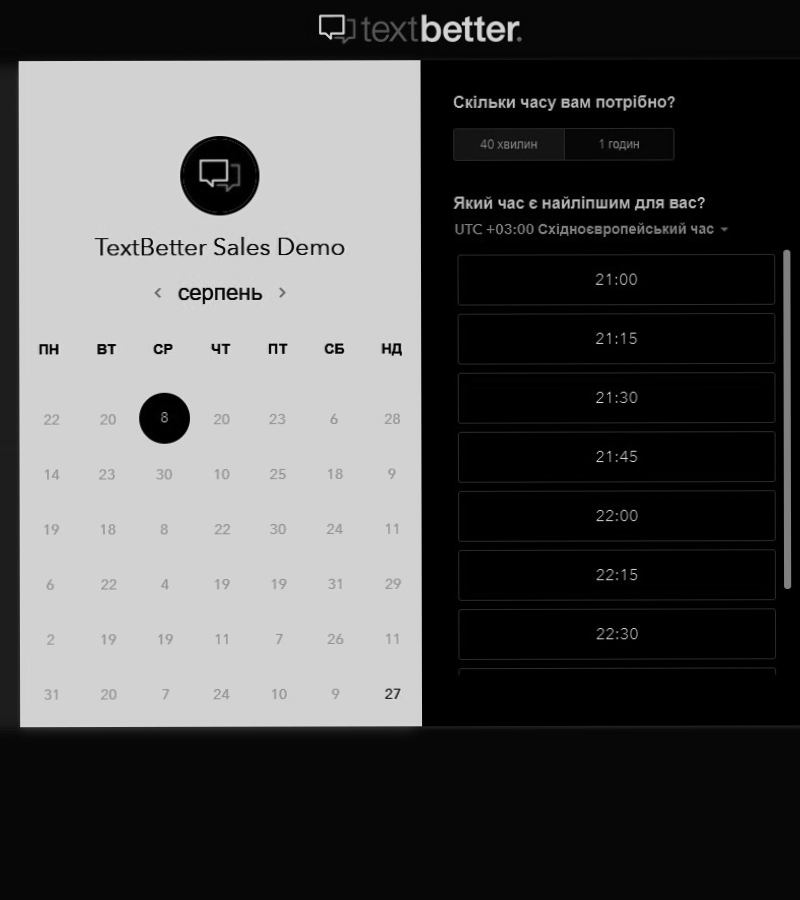 textbetter.
TextBetter Sales Demo
серпень
ПН ВТ СР ЧТ ПТ СБ НД
22 20 8 20 23 6 28
14 23 30 10 25 18 9
19 18 8 22 30 24 11
6 22 4 19 19 31 29
2 19 19 11 7 26 11
31 20 7 24 10 9 27
Скільки часу вам потрібно?
40 хвилин 1 годин
Який час є найліпшим для вас?
UTC +03:00 Східноєвропейський час
21:00
21:15
21:30
21:45
22:00
22:15
22:30